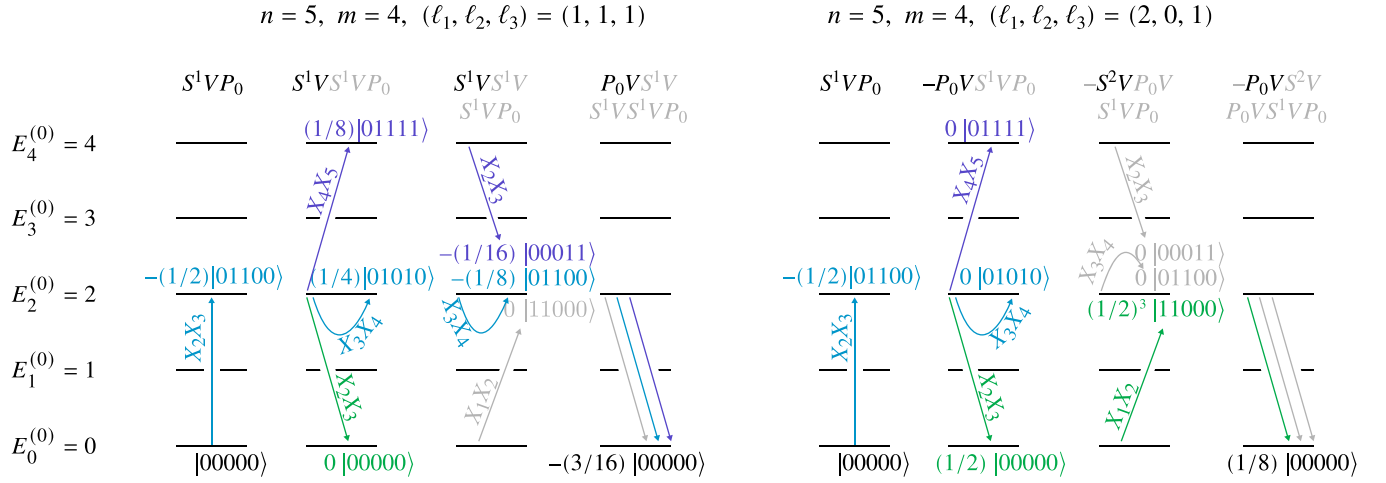 n = 5, m = 4, (ℓ₁, ℓ₂, ℓ₃) = (1, 1, 1)
n = 5, m = 4, (ℓ₁, ℓ₂, ℓ₃) = (2, 0, 1)
S¹VP₀
S¹VS¹VP₀
S¹VS¹V
S¹VP₀
P₀VS¹V
S¹VS¹VP₀
S¹VP₀
–P₀VS¹VP₀
–S²VP₀V
S¹VP₀
–P₀VS²V
P₀VS¹VP₀
E₄⁽⁰⁾ = 4
E₃⁽⁰⁾ = 3
E₂⁽⁰⁾ = 2
E₁⁽⁰⁾ = 1
E₀⁽⁰⁾ = 0
–(1/2)|01100⟩
X₂X₃
|00000⟩
(1/8)|01111⟩
X₄X₅
(1/4)|01010⟩
X₃X₄
X₂X₃
0 |00000⟩
X₂X₃
–(1/16) |00011⟩
–(1/8) |01100⟩
0 |11000⟩
X₃X₄
X₁X₂
–(3/16) |00000⟩
–(1/2)|01100⟩
X₂X₃
|00000⟩
0 |01111⟩
X₄X₅
0 |01010⟩
X₃X₄
X₂X₃
(1/2) |00000⟩
X₂X₃
X₃X₄
0 |00011⟩
0 |01100⟩
(1/2)³ |11000⟩
X₁X₂
(1/8) |00000⟩